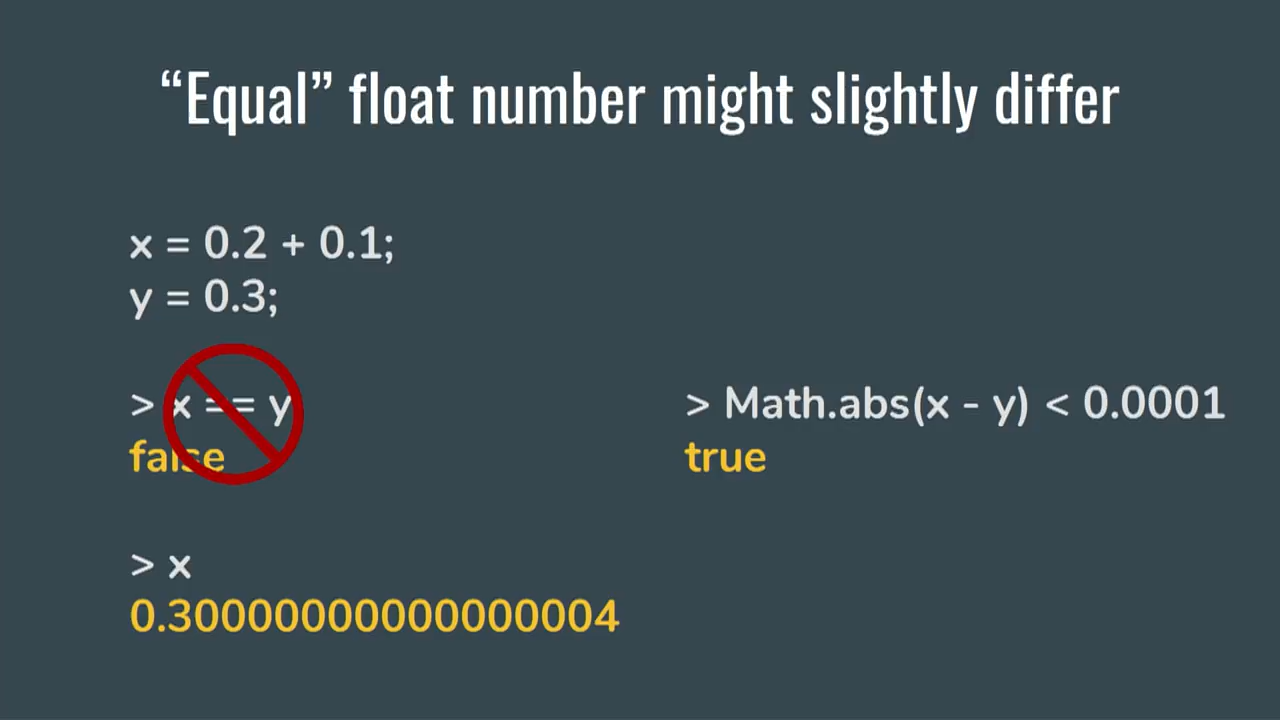 “Equal” float number might slightly differ
x = 0.2 + 0.1;
y = 0.3;
> x == y
false
> Math.abs(x - y) < 0.0001
true
> x
0.30000000000000004